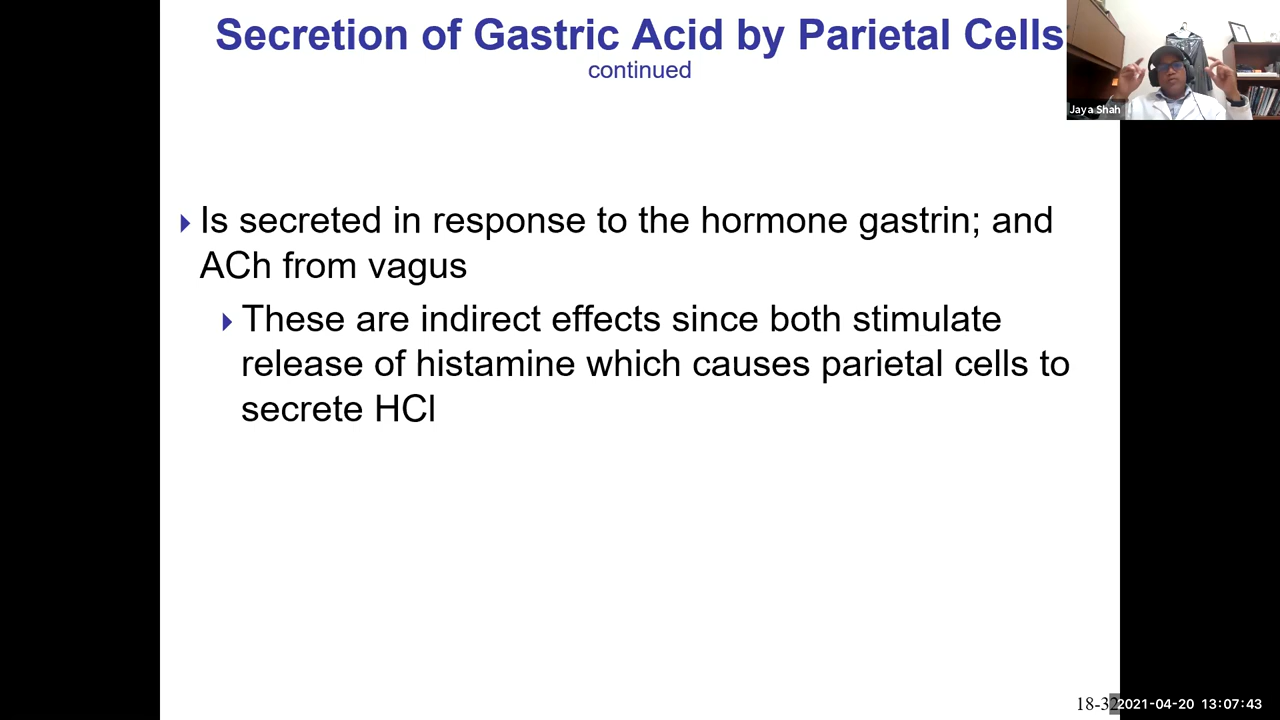 Secretion of Gastric Acid by Parietal Cells
continued
Jaya Shah
Is secreted in response to the hormone gastrin; and
ACh from vagus
These are indirect effects since both stimulate
release of histamine which causes parietal cells to
secrete HCl
18-32
2021-04-20 13:07:43